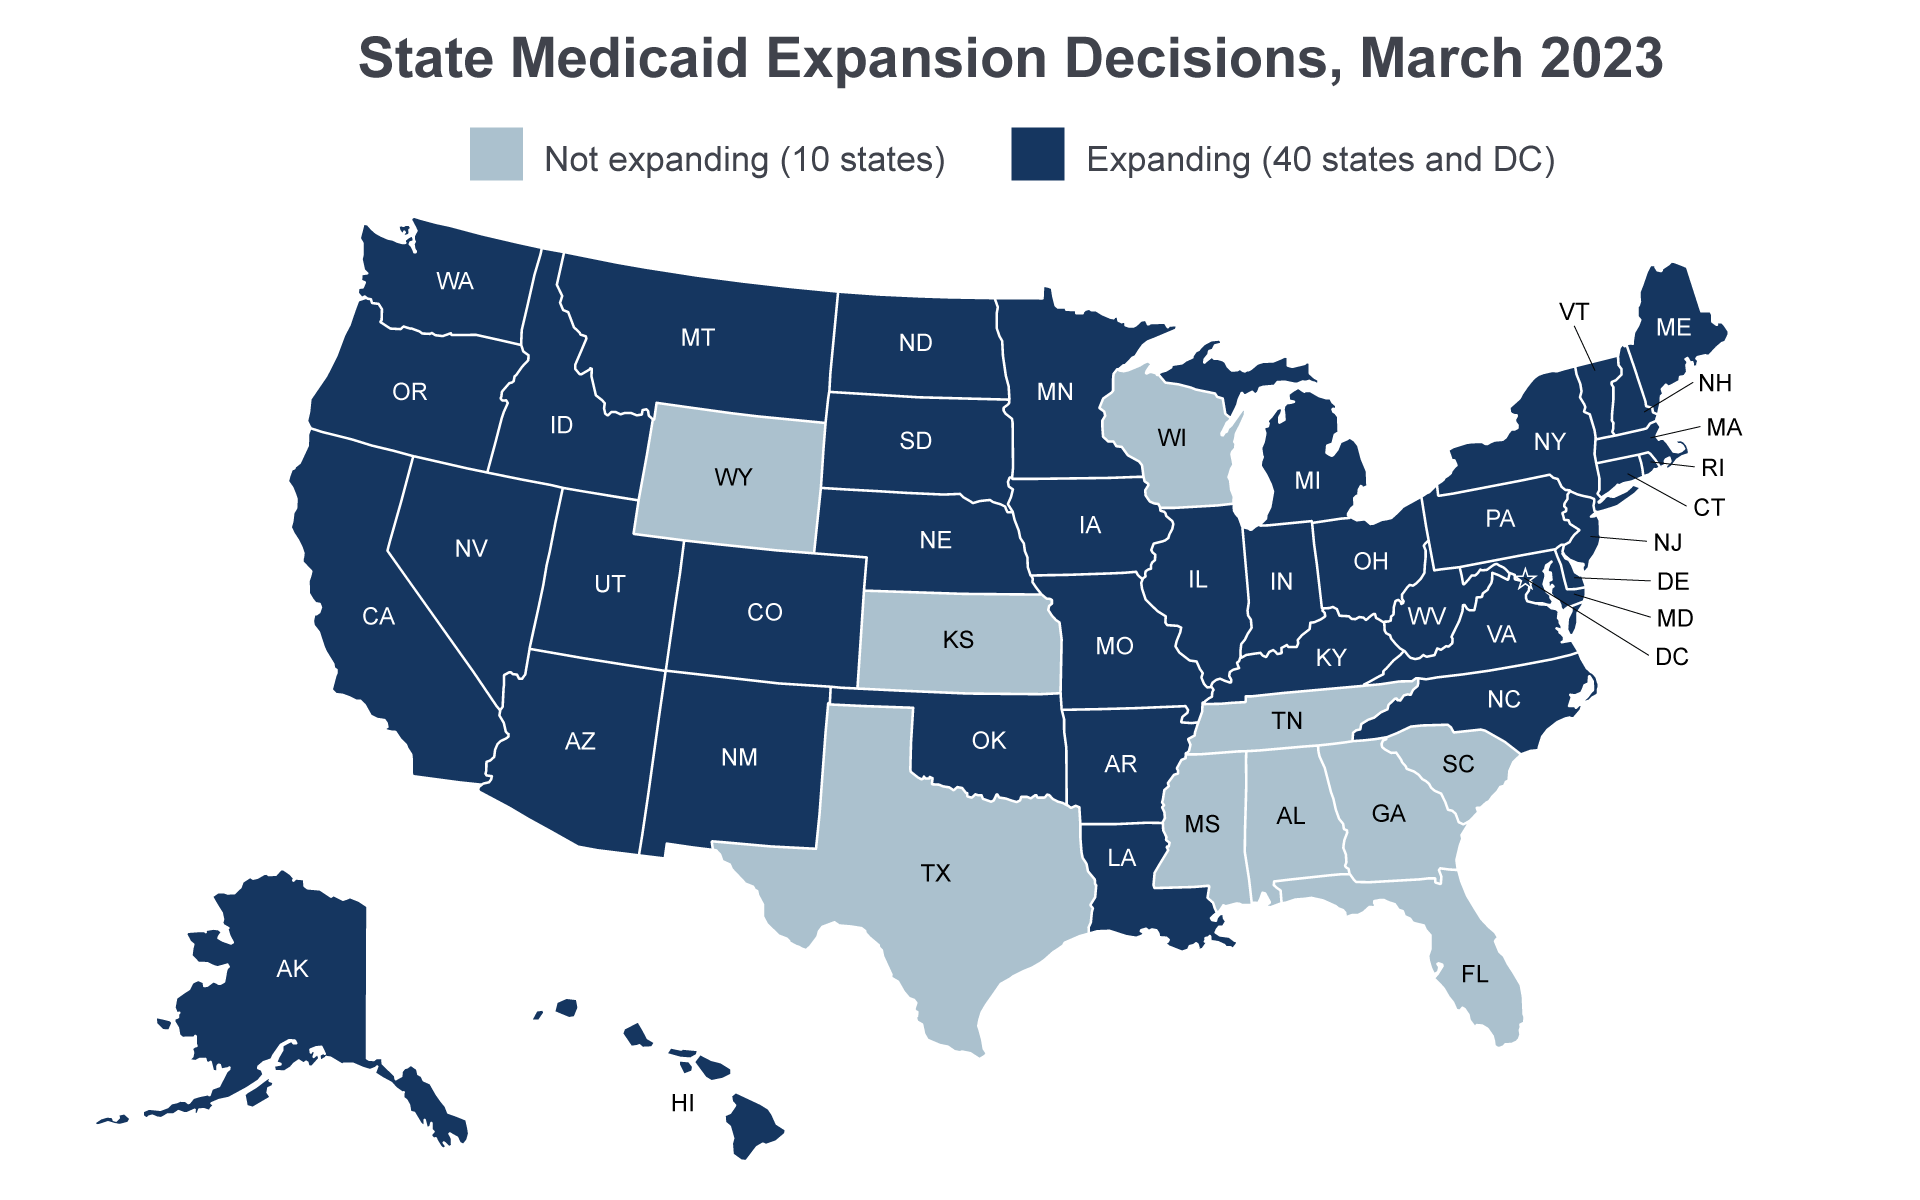 State Medicaid Expansion Decisions, March 2023
Not expanding (10 states)
Expanding (40 states and DC)
WA
MT
ND
MN
VT
ME
OR
ID
SD
WI
NY
NH
MA
WY
MI
RI
CT
NV
NE
IA
PA
NJ
UT
CO
IL
IN
OH
DE
MD
CA
KS
MO
WV
VA
DC
KY
NC
AZ
NM
OK
AR
TN
SC
TX
LA
MS
AL
GA
AK
FL
HI